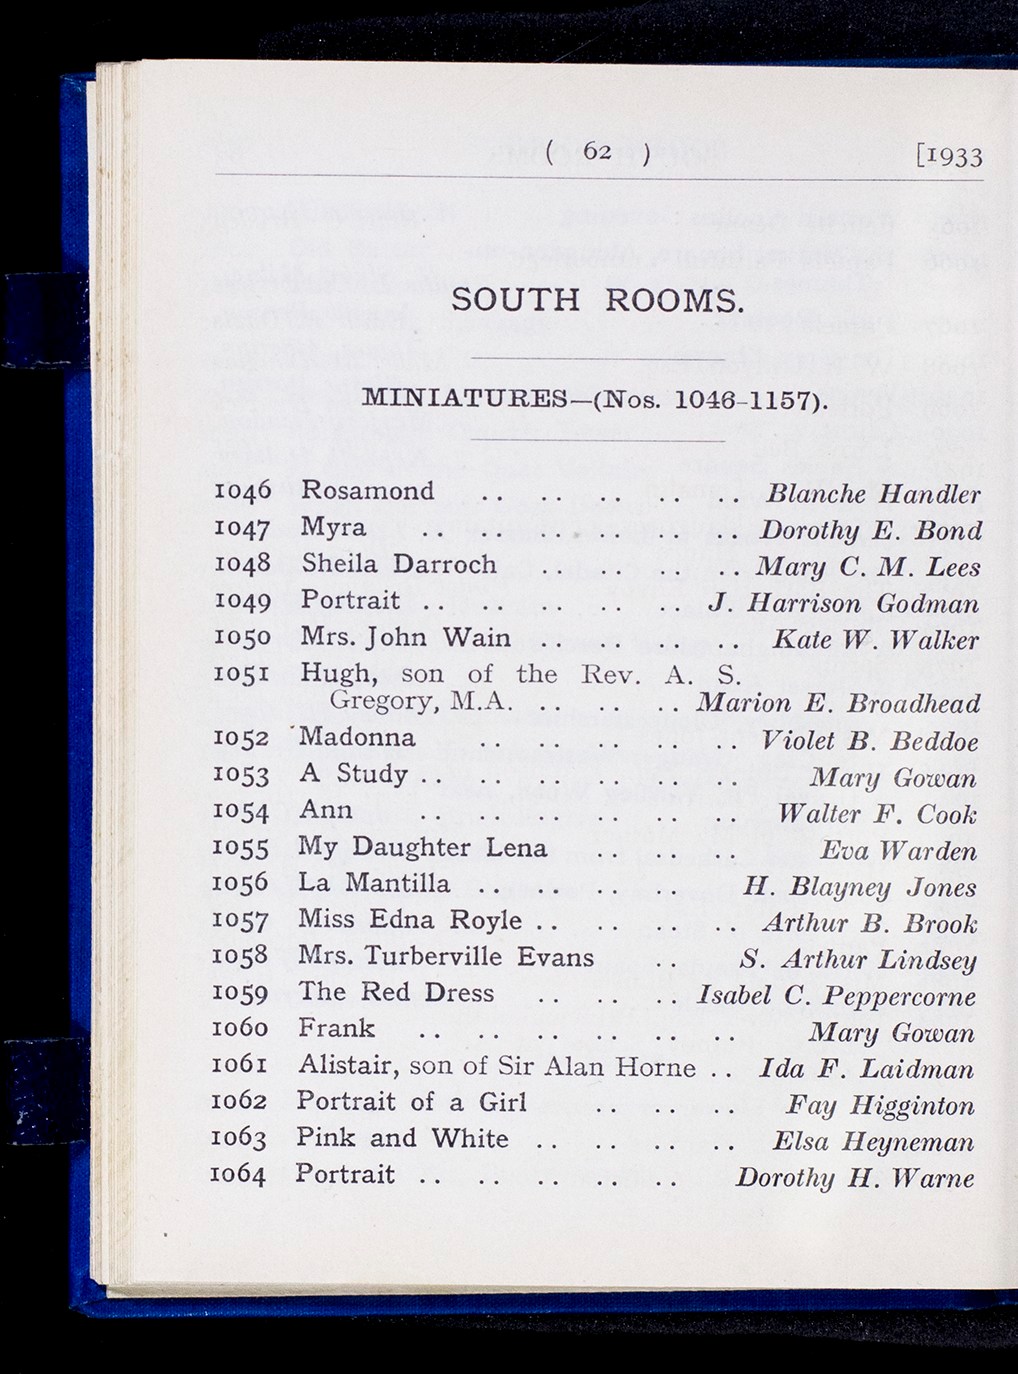 ( 62 ) [1933
SOUTH ROOMS.
MINIATURES—(Nos. 1046-1157).
1046 Rosamond .. .. .. .. .. Blanche Handler
1047 Myra .. .. .. .. .. .. Dorothy E. Bond
1048 Sheila Darroch .. .. .. .. Mary C. M. Lees
1049 Portrait .. .. .. .. .. J. Harrison Godman
1050 Mrs. John Wain .. .. .. .. Kate W. Walker
1051 Hugh, son of the Rev. A. S.
Gregory, M.A. .. .. .. Marion E. Broadhead
1052 Madonna .. .. .. .. .. Violet B. Beddoe
1053 A Study .. .. .. .. .. .. Mary Gowan
1054 Ann .. .. .. .. .. .. Walter F. Cook
1055 My Daughter Lena .. .. .. Eva Warden
1056 La Mantilla .. .. .. .. H. Blayney Jones
1057 Miss Edna Royle .. .. .. .. Arthur B. Brook
1058 Mrs. Turberville Evans .. S. Arthur Lindsey
1059 The Red Dress .. .. .. Isabel C. Peppercorne
1060 Frank .. .. .. .. .. .. Mary Gowan
1061 Alistair, son of Sir Alan Horne .. Ida F. Laidman
1062 Portrait of a Girl .. .. .. Fay Higginton
1063 Pink and White .. .. .. .. Elsa Heyneman
1064 Portrait .. .. .. .. .. Dorothy H. Warne